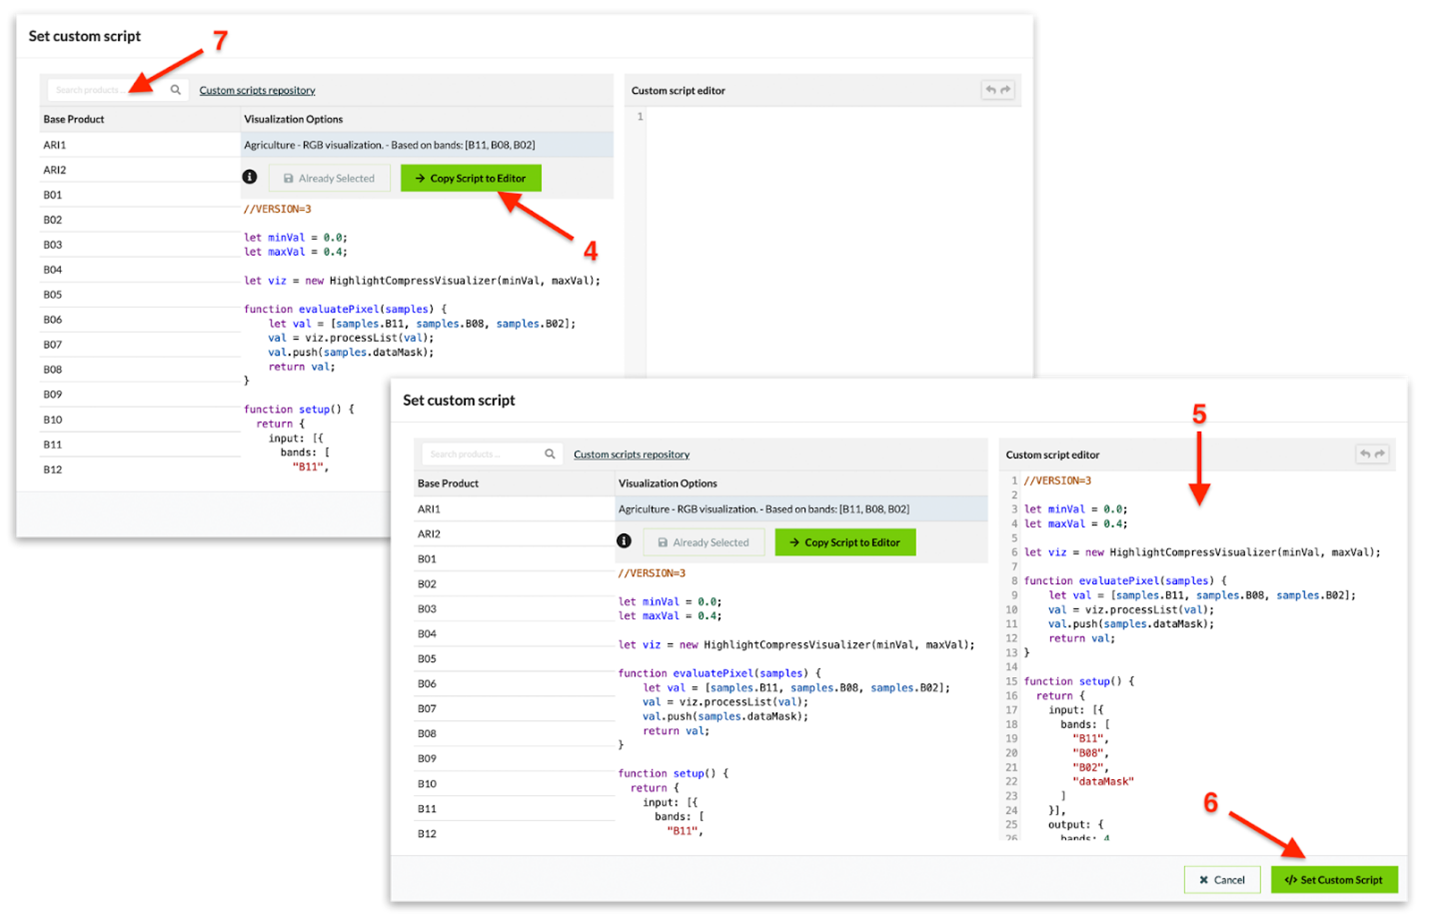 Set custom script
7
Search products ...
Custom scripts repository
Custom script editor
Base Product
Visualization Options
1
ARI1
Agriculture - RGB visualization. - Based on bands: [B11, B08, B02]
ARI2
Already Selected
Copy Script to Editor
B01
//VERSION=3
B02
let minVal = 0.0;
B03
let maxVal = 0.4;
4
B04
let viz = new HighlightCompressVisualizer(minVal, maxVal);
B05
function evaluatePixel(samples) {
B06
let val = [samples.B11, samples.B08, samples.B02];
val = viz.processList(val);
B07
val.push(samples.dataMask);
B08
return val;
}
B09
function setup() {
B10
return {
input: [{
B11
bands: [
B12
"B11",
Set custom script
5
Search products ...
Custom scripts repository
Custom script editor
Base Product
Visualization Options
ARI1
Agriculture - RGB visualization. - Based on bands: [B11, B08, B02]
ARI2
Already Selected
Copy Script to Editor
B01
//VERSION=3
B02
let minVal = 0.0;
B03
let maxVal = 0.4;
B04
let viz = new HighlightCompressVisualizer(minVal, maxVal);
B05
function evaluatePixel(samples) {
B06
let val = [samples.B11, samples.B08, samples.B02];
val = viz.processList(val);
B07
val.push(samples.dataMask);
B08
return val;
}
B09
function setup() {
B10
return {
input: [{
B11
bands: [
B12
"B11",
1 //VERSION=3
2
3 let minVal = 0.0;
4 let maxVal = 0.4;
5
6 let viz = new HighlightCompressVisualizer(minVal, maxVal);
7
8 function evaluatePixel(samples) {
9 let val = [samples.B11, samples.B08, samples.B02];
10 val = viz.processList(val);
11 val.push(samples.dataMask);
12 return val;
13 }
14
15 function setup() {
16 return {
17 input: [{
18 bands: [
19 "B11",
20 "B08",
21 "B02",
22 "dataMask"
23 ]
24 }],
25 output: {
26 bands: 4
6
Cancel
</> Set Custom Script